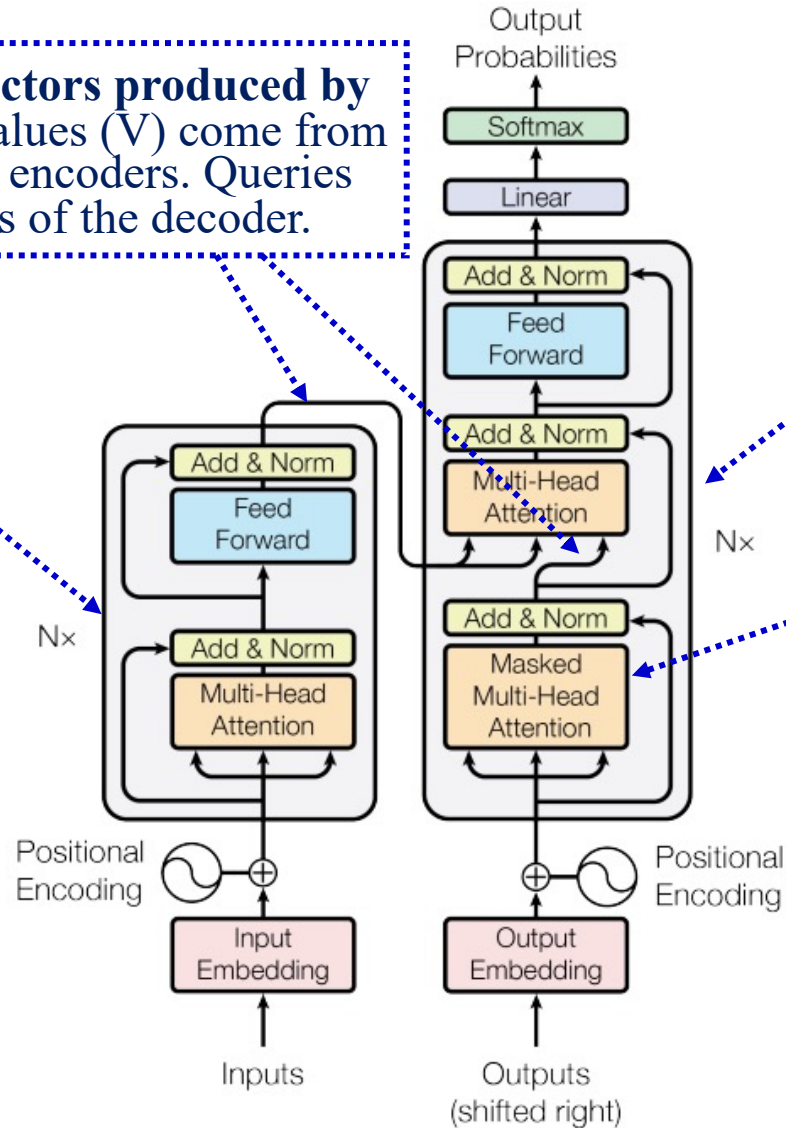 Output
Probabilities
ctors produced by
alues (V) come from
encoders. Queries
s of the decoder.
Softmax
Linear
Add & Norm
Feed
Forward
Add & Norm
Multi-Head
Attention
Nx
Add & Norm
Masked
Multi-Head
Attention
Add & Norm
Feed
Forward
Nx
Add & Norm
Multi-Head
Attention
Positional
Encoding
Positional
Encoding
Input
Embedding
Output
Embedding
Inputs
Outputs
(shifted right)